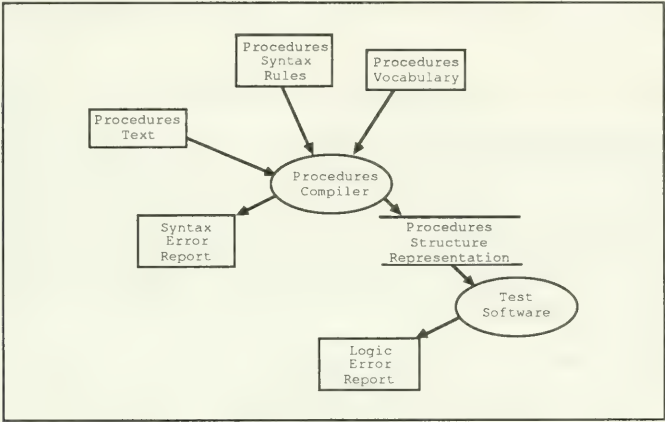 Procedures
Syntax
Rules
Procedures
Vocabulary
Procedures
Text
Procedures
Compiler
Syntax
Error
Report
Procedures
Structure
Representation
Test
Software
Logic
Error
Report